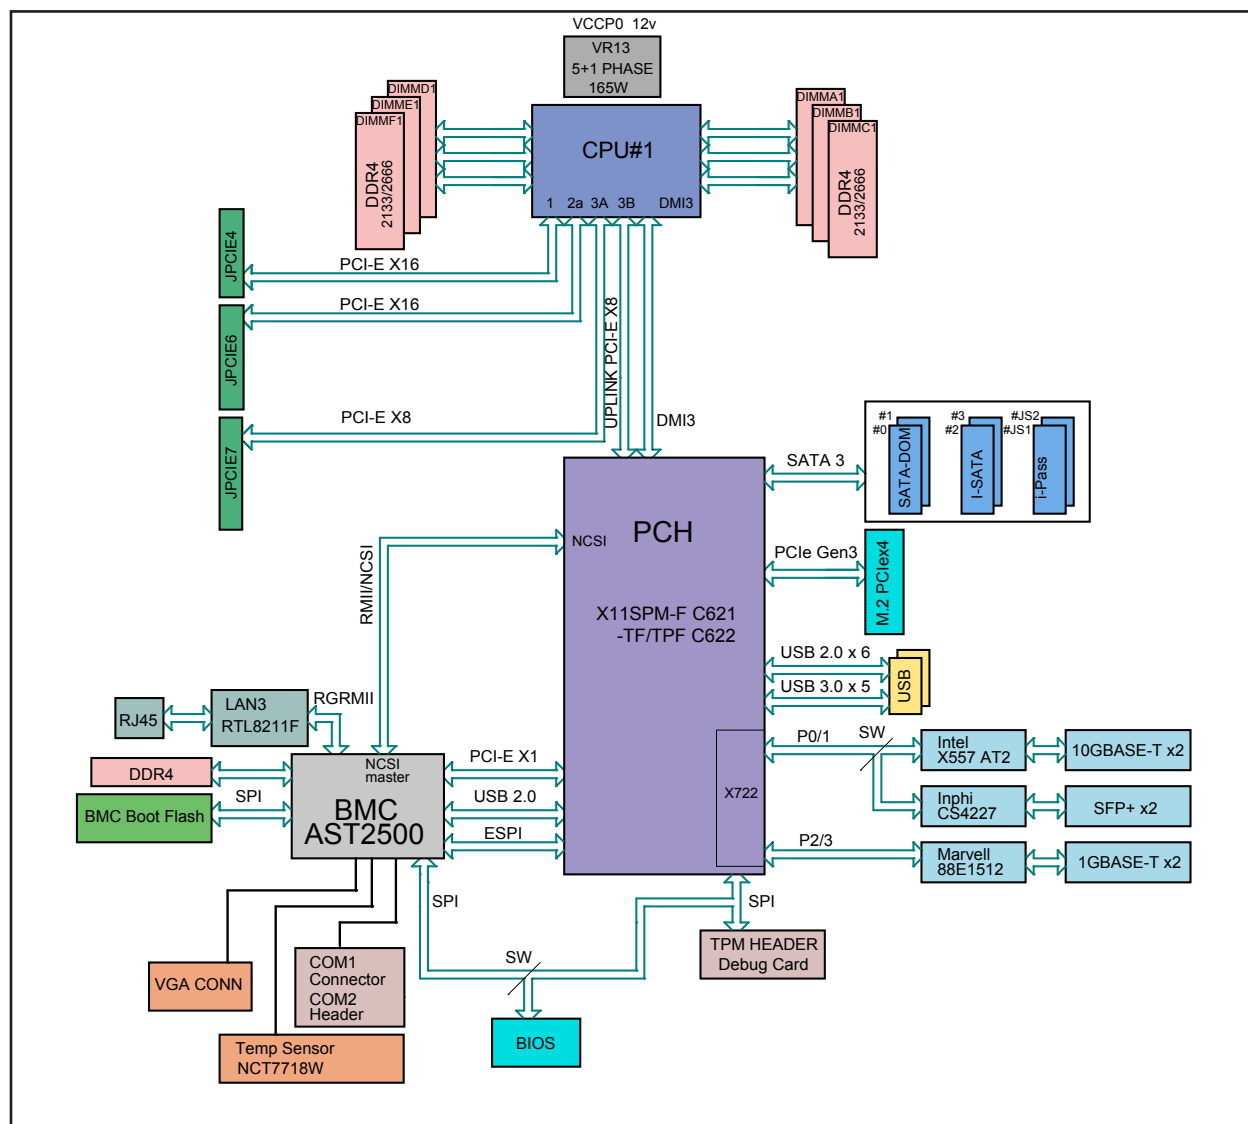 VCCP0 12v
VR13
5+1 PHASE
165W
DIMMD1
DIMME1
DIMMF1
DDR4
2133/2666
DIMMA1
DIMMB1
DIMMC1
DDR4
2133/2666
CPU#1
1 2a 3A 3B DMI3
JPCIE4
PCI-E X16
JPCIE6
PCI-E X16
JPCIE7
PCI-E X8
UPLINK PCI-E X8
DMI3
#1 #3 #JS2
#0 #2 #JS1
SATA-DOM
I-SATA
i-Pass
SATA 3
PCH
NCSI
RMII/NCSI
PCIe Gen3
M.2 PCIex4
X11SPM-F C621
-TF/TPF C622
USB 2.0 x 6
USB 3.0 x 5
USB
RJ45
LAN3
RTL8211F
RGRMII
P0/1
SW
Intel
X557 AT2
10GBASE-T x2
X722
Inphi
CS4227
SFP+ x2
P2/3
Marvell
88E1512
1GBASE-T x2
DDR4
SPI
BMC Boot Flash
NCSI
master
BMC
AST2500
PCI-E X1
USB 2.0
ESPI
SPI
SPI
TPM HEADER
Debug Card
SW
BIOS
VGA CONN
COM1
Connector
COM2
Header
Temp Sensor
NCT7718W